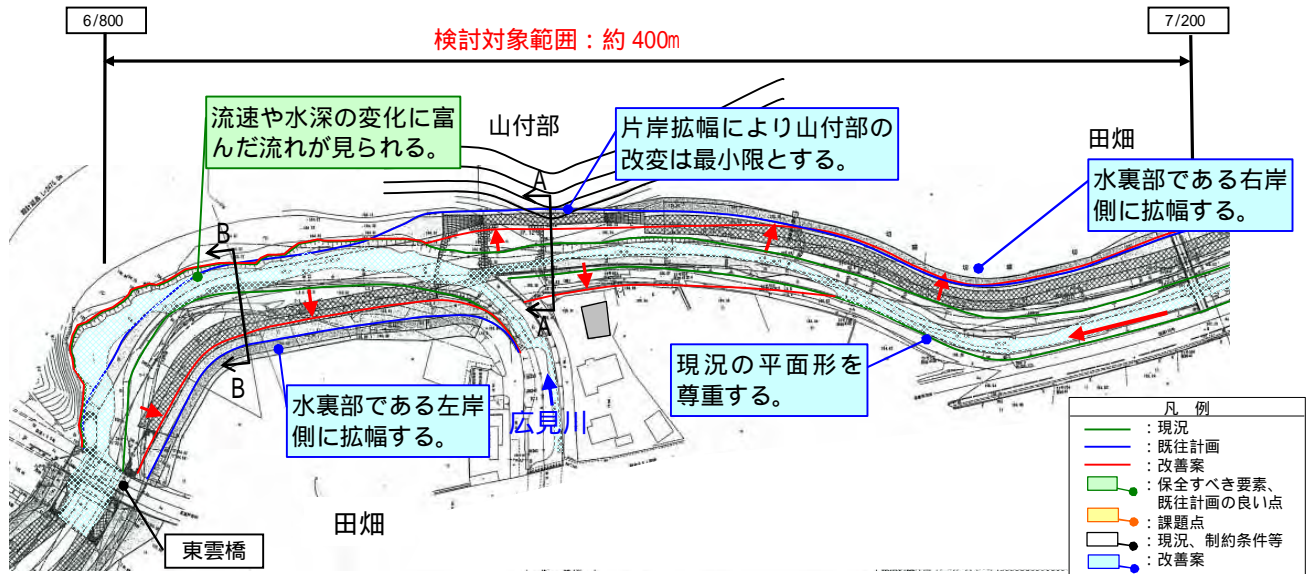 6/800
7/200
検討対象範囲：約 400m
流速や水深の変化に富
んだ流れが見られる。
山付部
片岸拡幅により山付部の
改変は最小限とする。
田畑
水裏部である右岸
側に拡幅する。
A
B
A
B
現況の平面形を
尊重する。
水裏部である左岸
側に拡幅する。
広見川
田畑
東雲橋
凡 例
：現況
：既往計画
：改善案
：保全すべき要素、
既往計画の良い点
：課題点
：現況、制約条件等
：改善案